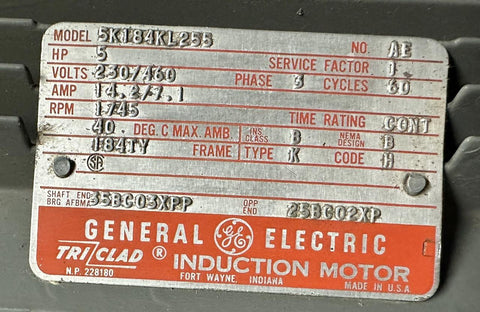 MODEL 5K184KL255 NO. AE
HP 5 SERVICE FACTOR 1.
VOLTS 230/460 PHASE 3 CYCLES 60
AMP 14.2/7.1
RPM 1745 TIME RATING CONT
40 DEG. C MAX. AMB. INS. CLASS B NEMA DESIGN B
184TY FRAME TYPE K CODE H
SA
SHAFT END BRG AFBMA 35BC03XPP OPP END 25BC02XP
GENERAL GE ELECTRIC
TRI CLAD ® INDUCTION MOTOR
N.P. 228180 FORT WAYNE, INDIANA MADE IN U.S.A.